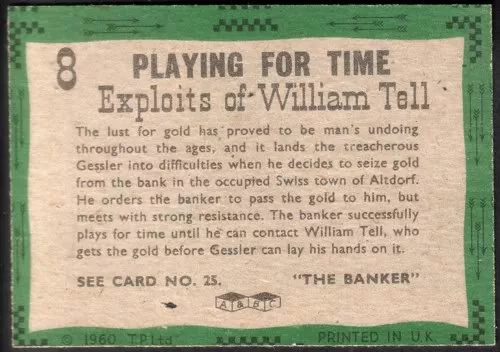 8 PLAYING FOR TIME
Exploits of William Tell
The lust for gold has proved to be man's undoing
throughout the ages, and it lands the treacherous
Gessler into difficulties when he decides to seize gold
from the bank in the occupied Swiss town of Altdorf.
He orders the banker to pass the gold to him, but
meets with strong resistance. The banker successfully
plays for time until he can contact William Tell, who
gets the gold before Gessler can lay his hands on it.
SEE CARD NO. 25. "THE BANKER"
A & B C
© 1960 T.P.Ltd PRINTED IN U.K.